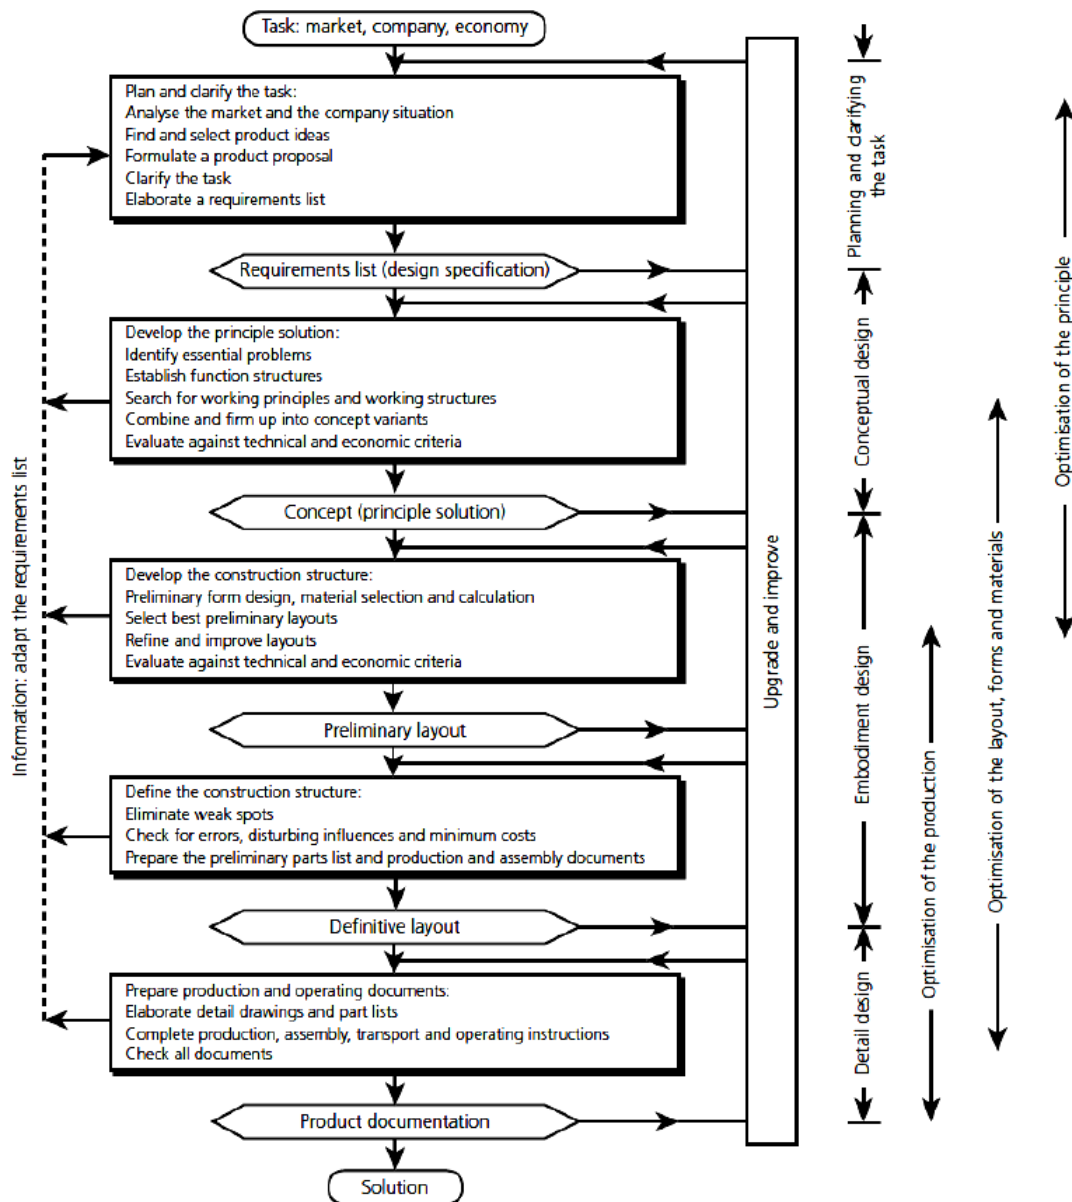 Task: market, company, economy
Plan and clarify the task:
Analyse the market and the company situation
Find and select product ideas
Formulate a product proposal
Clarify the task
Elaborate a requirements list
Requirements list (design specification)
Develop the principle solution:
Identify essential problems
Establish function structures
Search for working principles and working structures
Combine and firm up into concept variants
Evaluate against technical and economic criteria
Concept (principle solution)
Develop the construction structure:
Preliminary form design, material selection and calculation
Select best preliminary layouts
Refine and improve layouts
Evaluate against technical and economic criteria
Preliminary layout
Define the construction structure:
Eliminate weak spots
Check for errors, disturbing influences and minimum costs
Prepare the preliminary parts list and production and assembly documents
Definitive layout
Prepare production and operating documents:
Elaborate detail drawings and part lists
Complete production, assembly, transport and operating instructions
Check all documents
Product documentation
Solution
Information: adapt the requirements list
Upgrade and improve
Planning and clarifying
the task
Conceptual design
Embodiment design
Detail design
Optimisation of the production
Optimisation of the layout, forms and materials
Optimisation of the principle